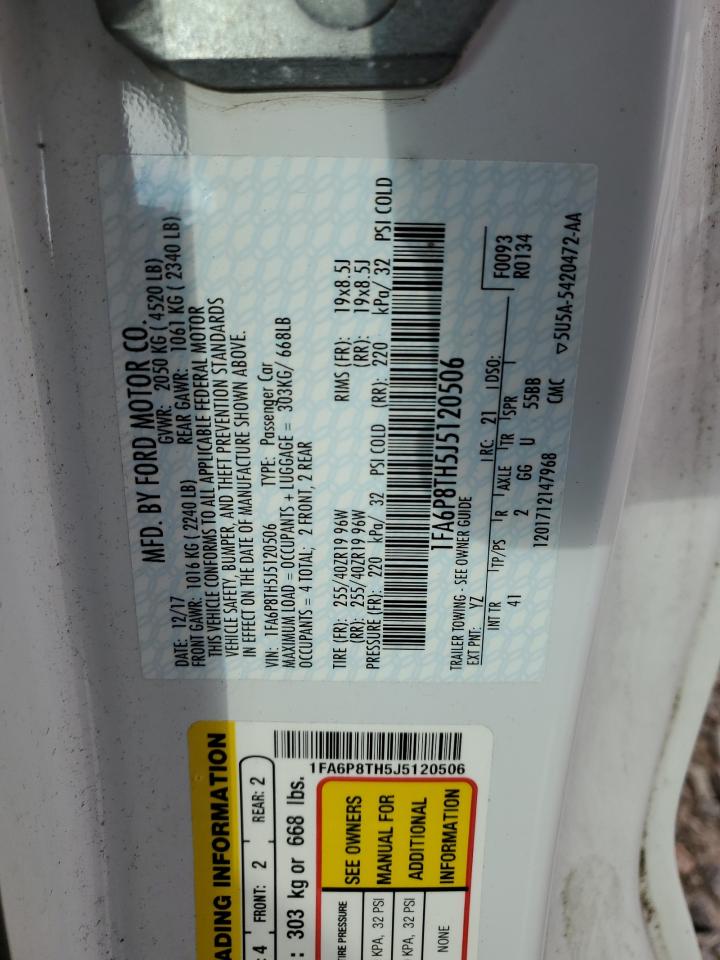 MFD. BY FORD MOTOR CO.
DATE: 12/17 GVWR: 2050 KG ( 4520 LB)
FRONT GAWR: 1016 KG ( 2240 LB) REAR GAWR: 1061 KG ( 2340 LB)
THIS VEHICLE CONFORMS TO ALL APPLICABLE FEDERAL MOTOR
VEHICLE SAFETY, BUMPER, AND THEFT PREVENTION STANDARDS
IN EFFECT ON THE DATE OF MANUFACTURE SHOWN ABOVE.
VIN: 1FA6P8TH5J5120506 TYPE: Passenger Car
MAXIMUM LOAD = OCCUPANTS + LUGGAGE = 303KG/ 668LB
OCCUPANTS = 4 TOTAL; 2 FRONT, 2 REAR
TIRE (FR): 255/40ZR19 96W RIMS (FR): 19x8.5J
(RR): 255/40ZR19 96W (RR): 19x8.5J
PRESSURE (FR): 220 kPa/ 32 PSI COLD (RR): 220 kPa/ 32 PSI COLD
1FA6P8TH5J5120506
TRAILER TOWING - SEE OWNER GUIDE
EXT PNT: YZ RC: 21 DSO: F0093
R0134
INT TR TP/PS R AXLE TR SPR
41 2 GG U 55BB
1201712147968 CMC ▽5U5A-5420472-AA
ADING INFORMATION
: 4 FRONT: 2 REAR: 2
: 303 kg or 668 lbs.
1FA6P8TH5J5120506
TIRE PRESSURE
KPA, 32 PSI
KPA, 32 PSI
NONE
SEE OWNERS
MANUAL FOR
ADDITIONAL
INFORMATION